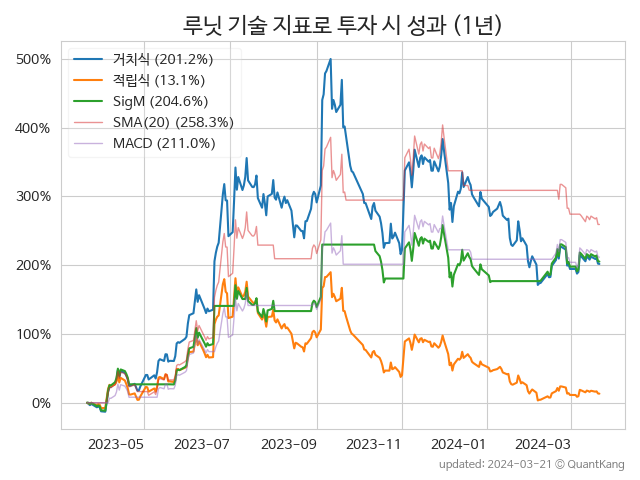 루닛 기술 지표로 투자 시 성과 (1년)
500%
400%
300%
200%
100%
0%
거치식 (201.2%)
적립식 (13.1%)
SigM (204.6%)
SMA(20) (258.3%)
MACD (211.0%)
2023-05
2023-07
2023-09
2023-11
2024-01
2024-03
updated: 2024-03-21 © QuantKang